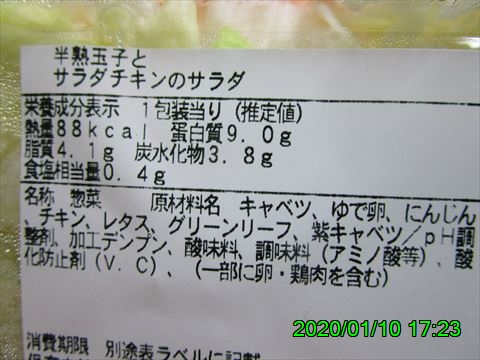 半熟玉子と
サラダチキンのサラダ
栄養成分表示 1包装当り(推定値)
熱量88kcal 蛋白質9.0g
脂質4.1g 炭水化物3.8g
食塩相当量0.4g
名称 惣菜 原材料名 キャベツ、ゆで卵、にんじん
、チキン、レタス、グリーンリーフ、紫キャベツ/pH調
整剤、加工デンプン、酸味料、調味料(アミノ酸等)、酸
化防止剤(V.C)、(一部に卵・鶏肉を含む)
消費期限 別途表ラベルに記載
2020/01/10 17:23